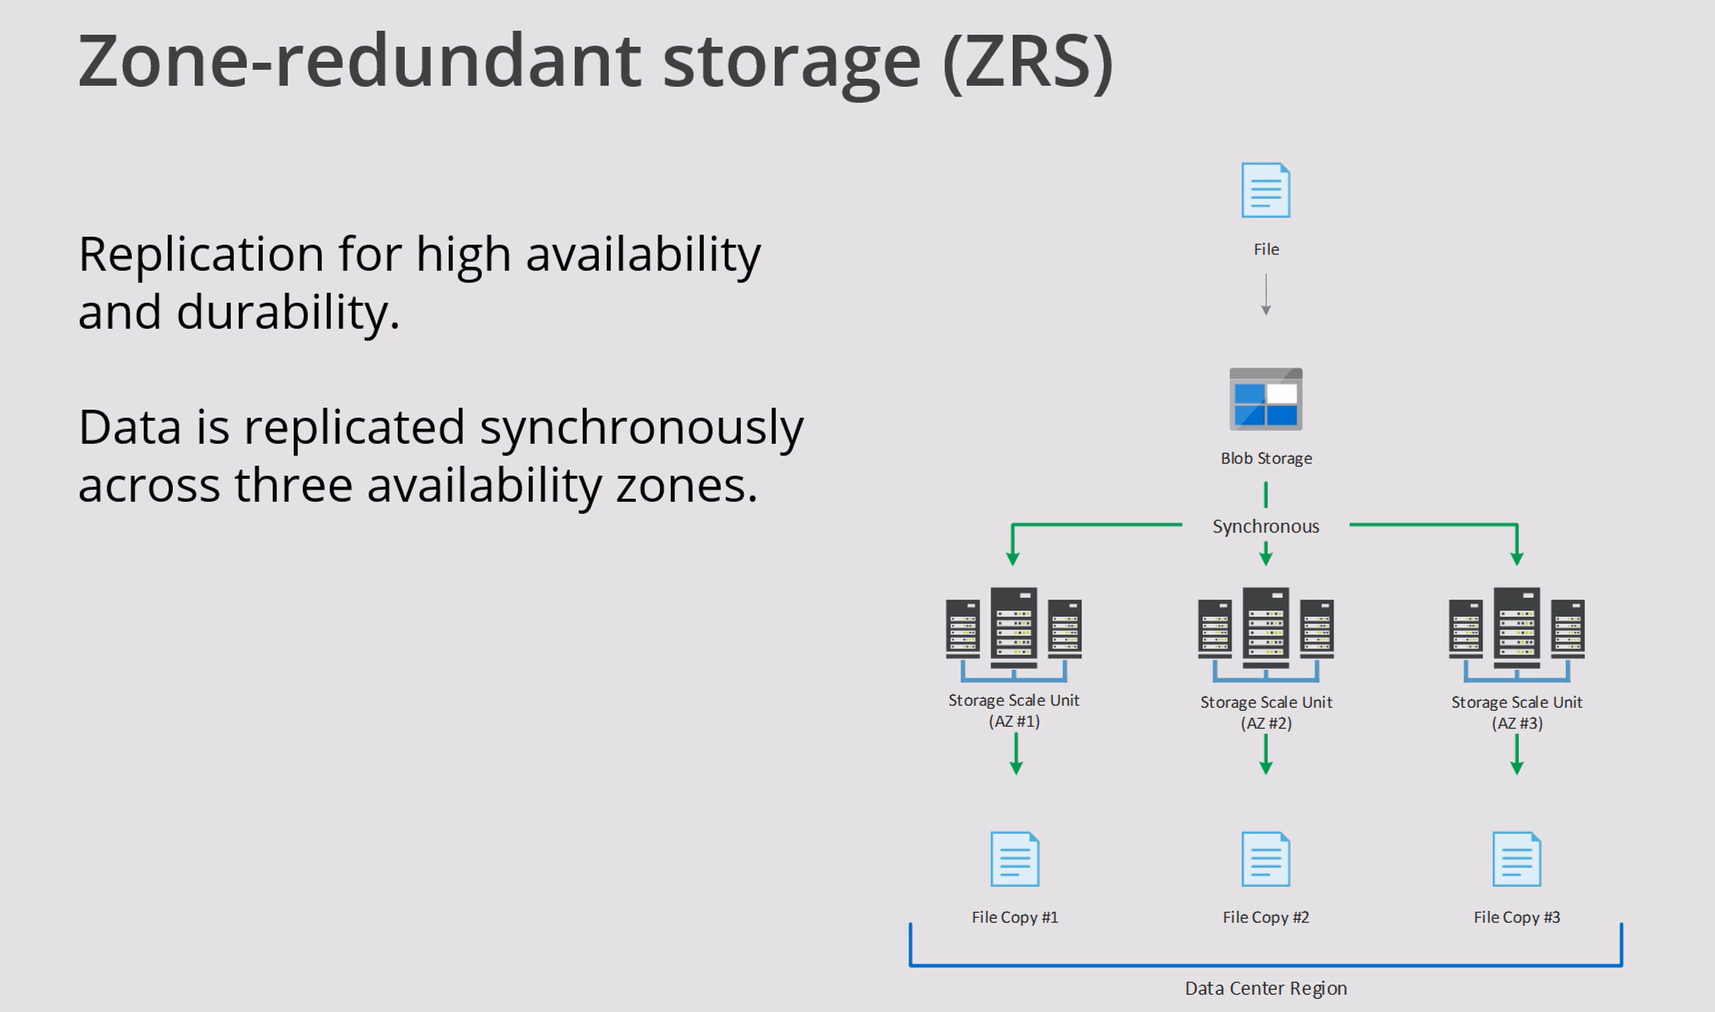 Zone-redundant storage (ZRS)
Replication for high availability
and durability.
Data is replicated synchronously
across three availability zones.
File
Blob Storage
Synchronous
Storage Scale Unit
(AZ #1)
Storage Scale Unit
(AZ #2)
Storage Scale Unit
(AZ #3)
File Copy #1
File Copy #2
File Copy #3
Data Center Region